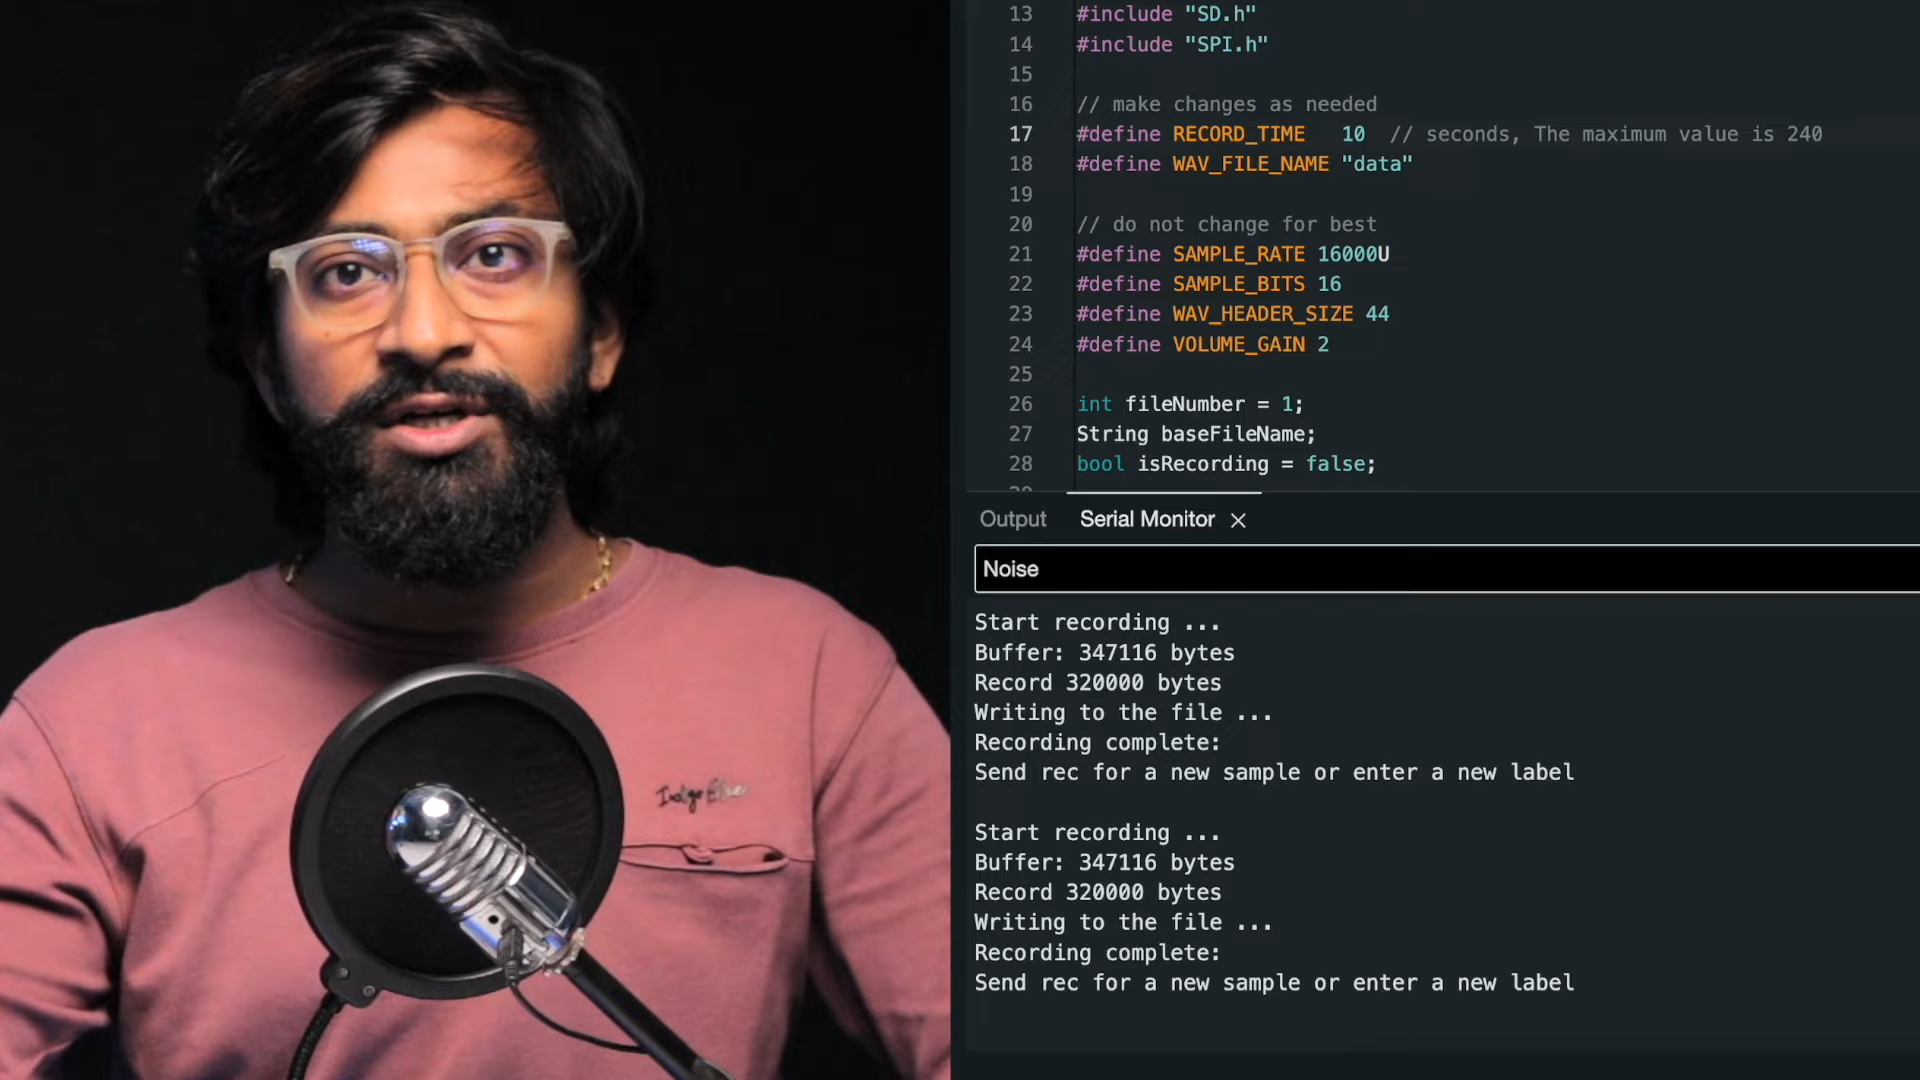 13 #include "SD.h"
14 #include "SPI.h"
15
16 // make changes as needed
17 #define RECORD_TIME 10 // seconds, The maximum value is 240
18 #define WAV_FILE_NAME "data"
19
20 // do not change for best
21 #define SAMPLE_RATE 16000U
22 #define SAMPLE_BITS 16
23 #define WAV_HEADER_SIZE 44
24 #define VOLUME_GAIN 2
25
26 int fileNumber = 1;
27 String baseFileName;
28 bool isRecording = false;
Output Serial Monitor
Noise
Start recording ...
Buffer: 347116 bytes
Record 320000 bytes
Writing to the file ...
Recording complete:
Send rec for a new sample or enter a new label
Start recording ...
Buffer: 347116 bytes
Record 320000 bytes
Writing to the file ...
Recording complete:
Send rec for a new sample or enter a new label